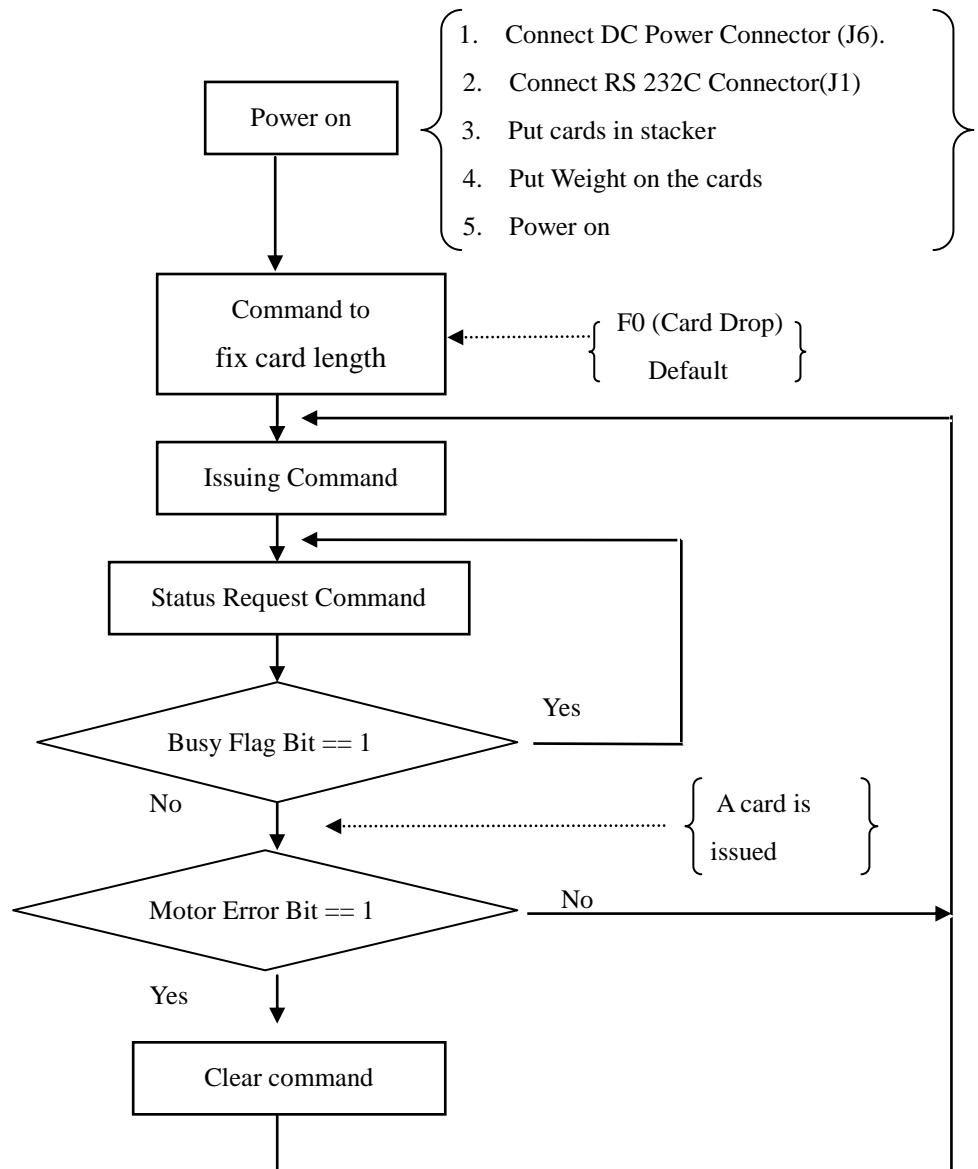 1. Connect DC Power Connector (J6).
2. Connect RS 232C Connector(J1)
3. Put cards in stacker
4. Put Weight on the cards
5. Power on
Power on
Command to
fix card length
F0 (Card Drop)
Default
Issuing Command
Status Request Command
Busy Flag Bit == 1
Yes
No
A card is
issued
Motor Error Bit == 1
No
Yes
Clear command